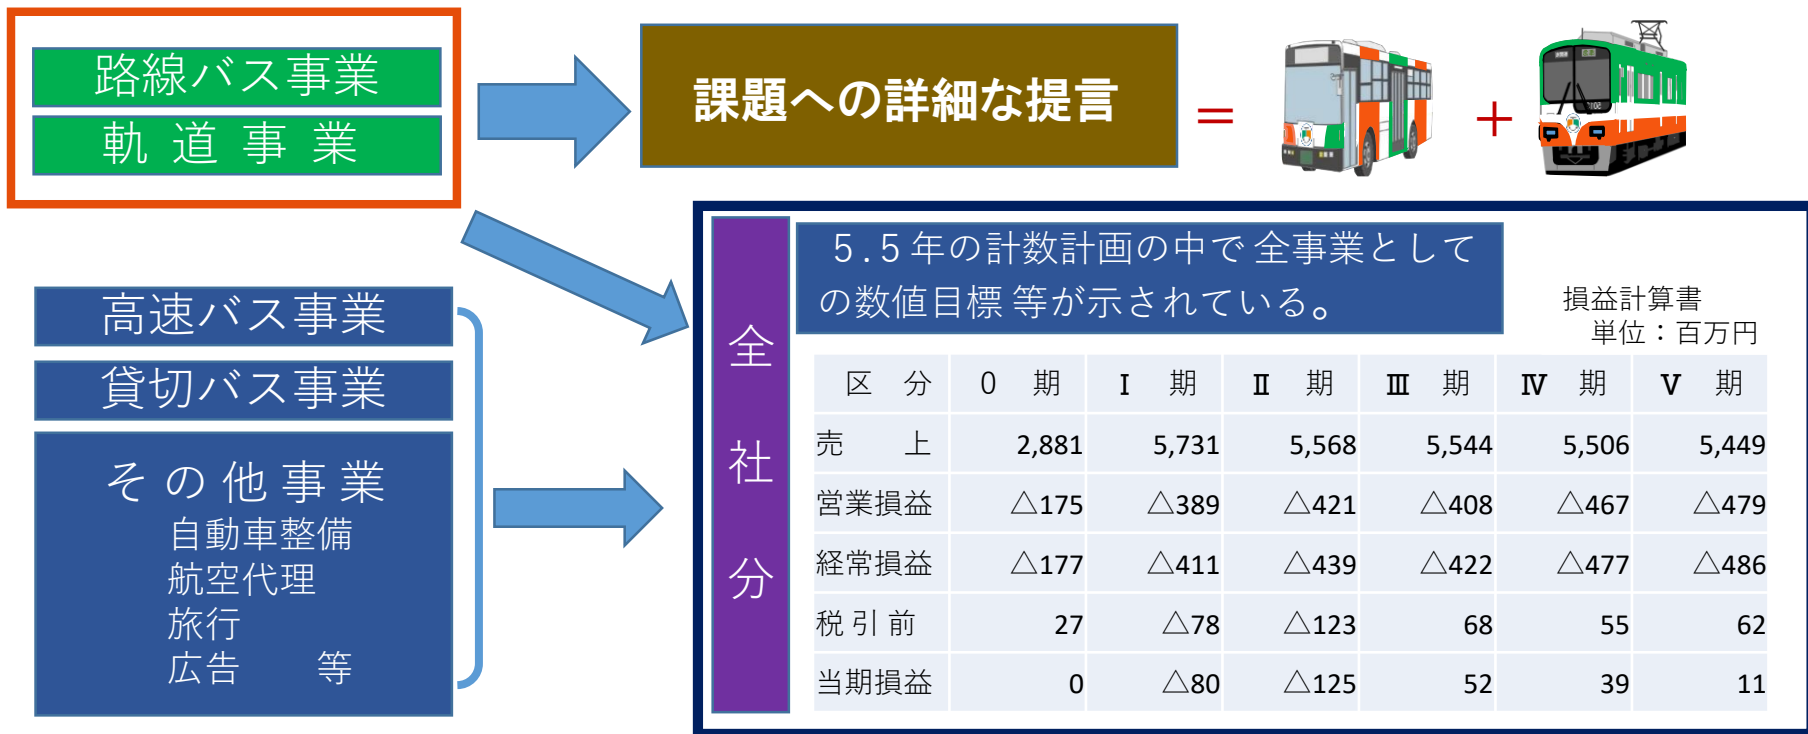 路線バス事業
軌道事業
課題への詳細な提言
=
+
高速バス事業
貸切バス事業
その他事業
自動車整備
航空代理
旅行
広告　等
全社分
5.5年の計数計画の中で全事業として
の数値目標等が示されている。
損益計算書
単位：百万円
区　分 0　期 Ⅰ　期 Ⅱ　期 Ⅲ　期 Ⅳ　期 Ⅴ　期
売　上 2,881 5,731 5,568 5,544 5,506 5,449
営業損益 △175 △389 △421 △408 △467 △479
経常損益 △177 △411 △439 △422 △477 △486
税引前 27 △78 △123 68 55 62
当期損益 0 △80 △125 52 39 11